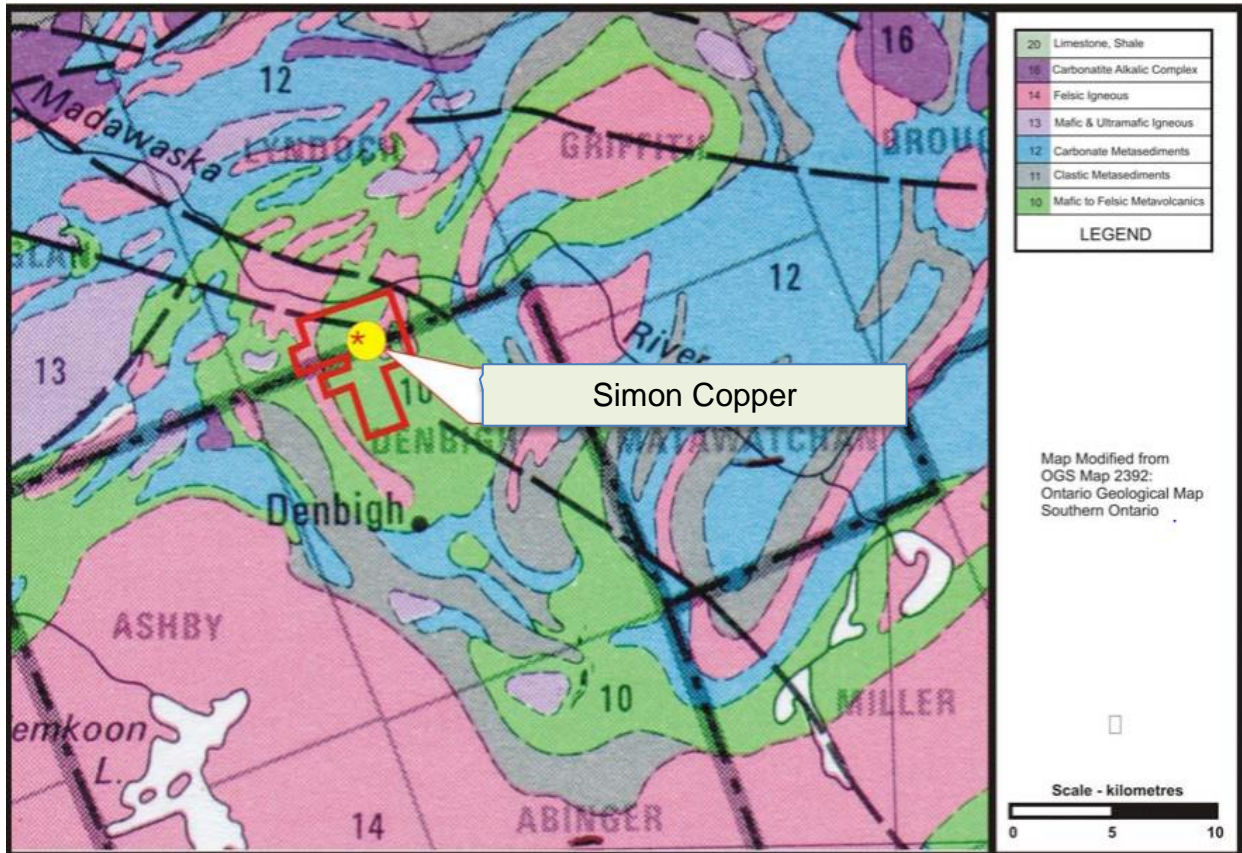 16
12
Madawaska
LYNDOCH
GRIFFITH
BROUG
GLAN
12
13
River
Simon Copper
10
DENBIGH
MATAWATCHAN
Denbigh
ASHBY
10
MILLER
emkoon
L.
14
ABINGER
20 Limestone, Shale
16 Carbonatite Alkalic Complex
14 Felsic Igneous
13 Mafic & Ultramafic Igneous
12 Carbonate Metasediments
11 Clastic Metasediments
10 Mafic to Felsic Metavolcanics
LEGEND
Map Modified from
OGS Map 2392:
Ontario Geological Map
Southern Ontario
Scale - kilometres
0 5 10